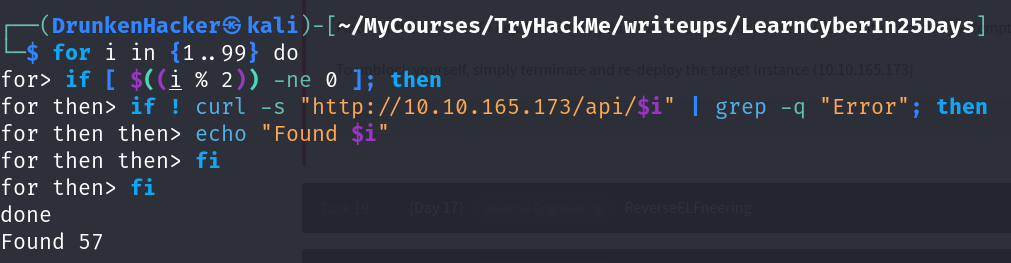 ┌──(DrunkenHacker㉿kali)-[~/MyCourses/TryHackMe/writeups/LearnCyberIn25Days]
└─$ for i in {1..99} do
for> if [ $((i % 2)) -ne 0 ]; then
To unblock yourself, simply terminate and re-deploy the target instance (10.10.165.173)
for then> if ! curl -s "http://10.10.165.173/api/$i" | grep -q "Error"; then
for then then> echo "Found $i"
for then then> fi
for then> fi
Task 19 [Day 17] ReverseELFneering
done
Found 57